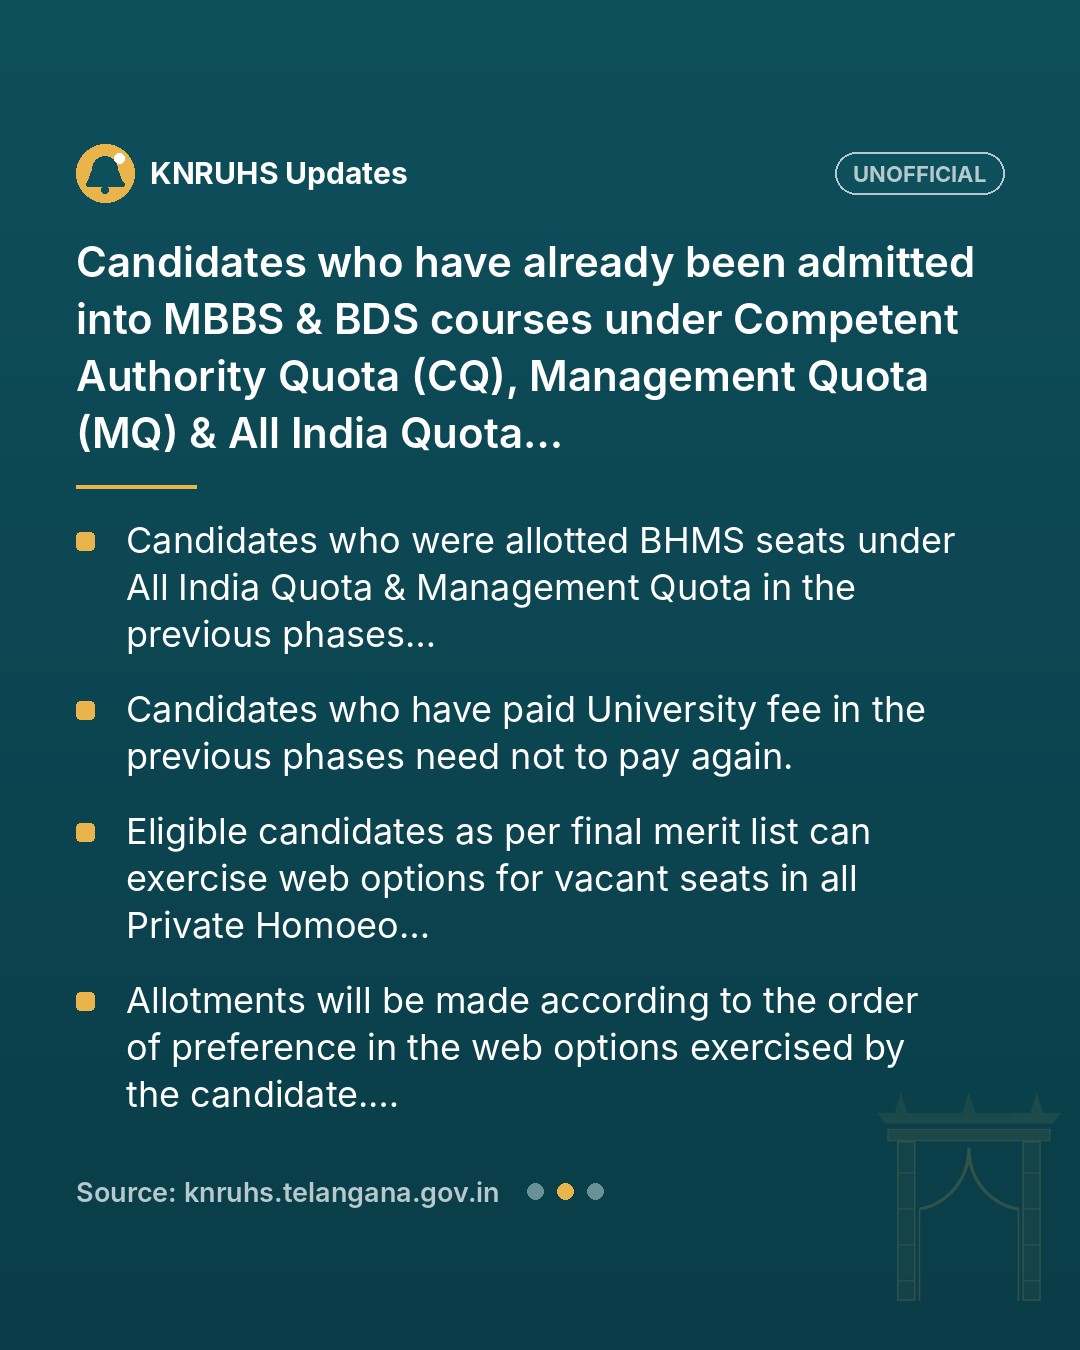 KNRUHS Updates
UNOFFICIAL
Candidates who have already been admitted
into MBBS & BDS courses under Competent
Authority Quota (CQ), Management Quota
(MQ) & All India Quota...
Candidates who were allotted BHMS seats under
All India Quota & Management Quota in the
previous phases...
Candidates who have paid University fee in the
previous phases need not to pay again.
Eligible candidates as per final merit list can
exercise web options for vacant seats in all
Private Homoeo...
Allotments will be made according to the order
of preference in the web options exercised by
the candidate....
Source: knruhs.telangana.gov.in